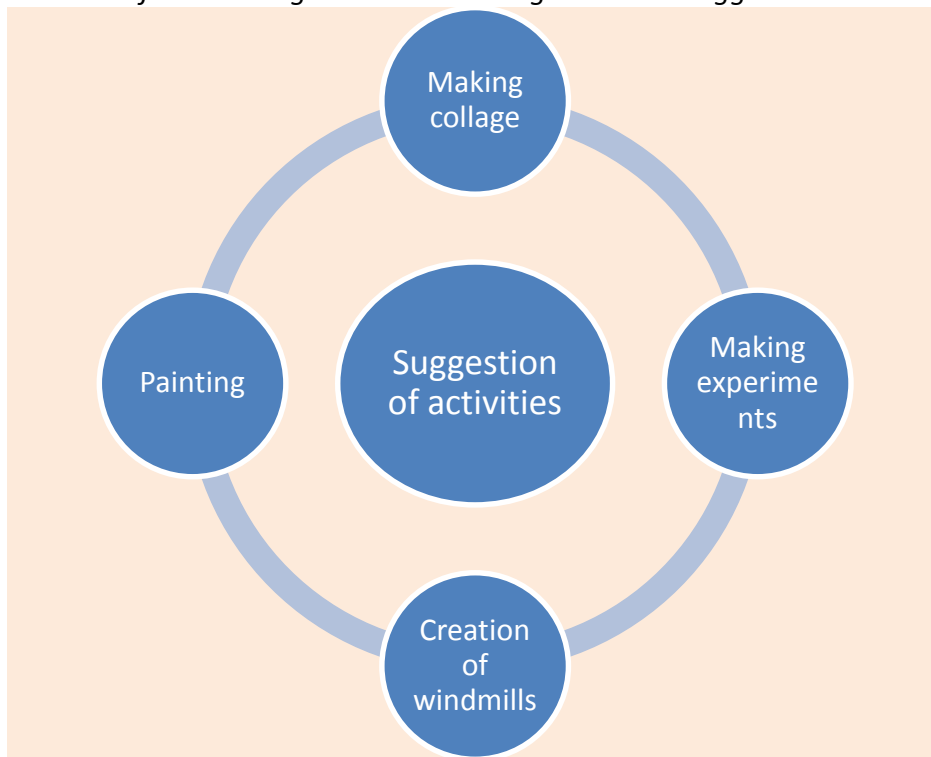 Making
collage
Painting
Suggestion
of activities
Making
experime
nts
Creation
of
windmills